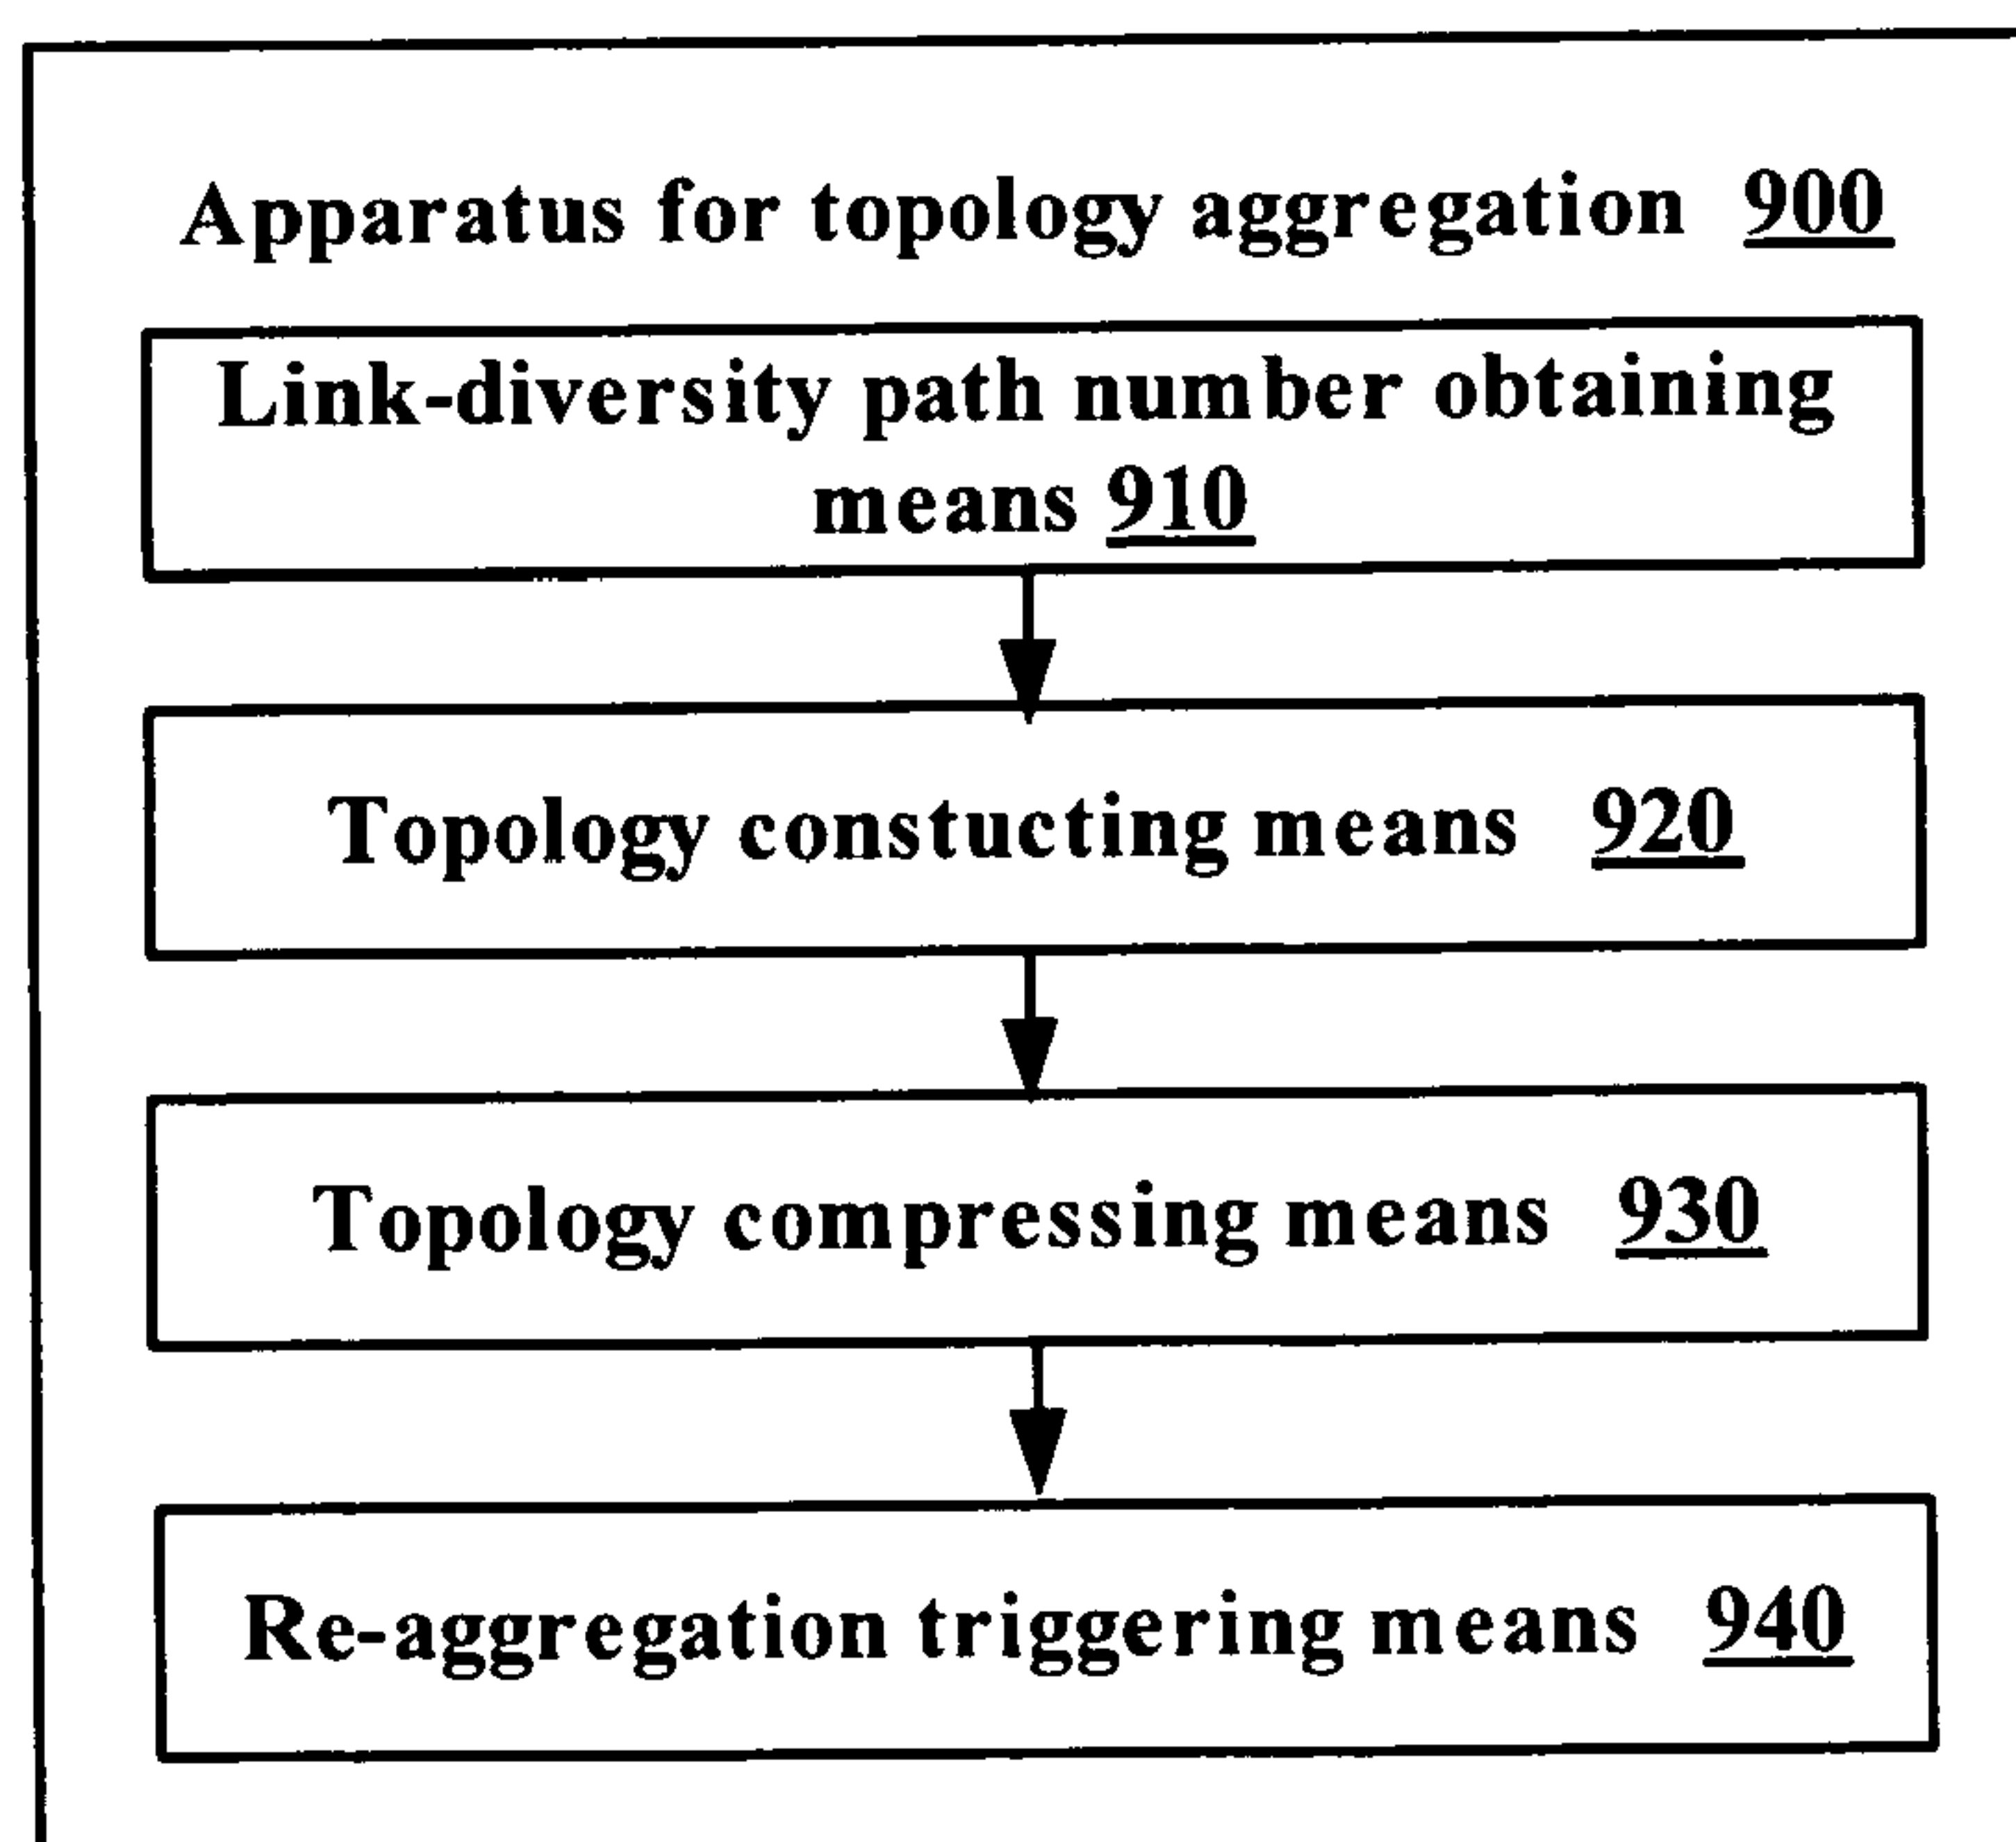 Apparatus for topology aggregation 900
Link-diversity path number obtaining
means 910
Topology constucting means 920
Topology compressing means 930
Re-aggregation triggering means 940